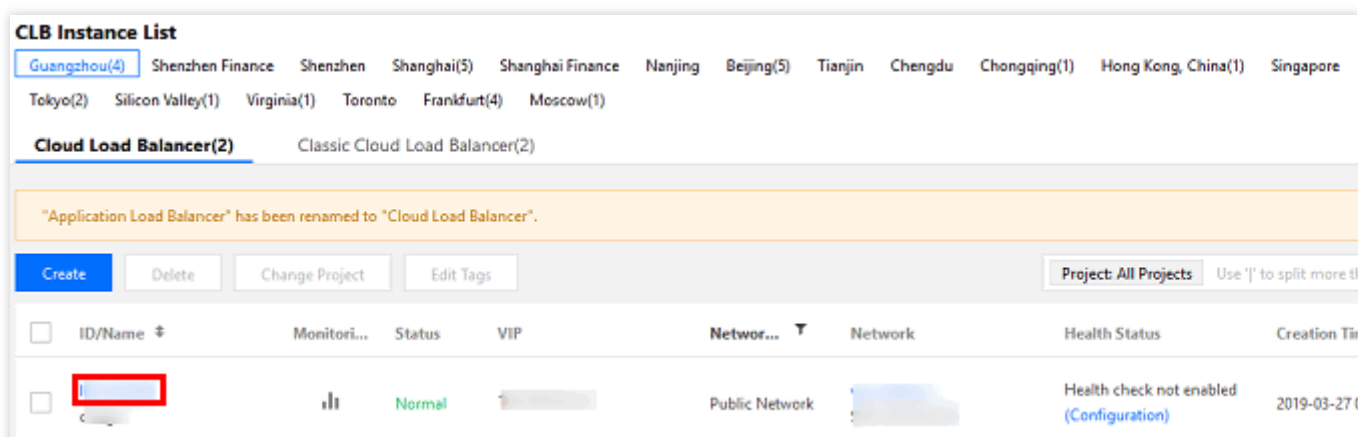 CLB Instance List
Guangzhou(4) Shenzhen Finance Shenzhen Shanghai(5) Shanghai Finance Nanjing Beijing(5) Tianjin Chengdu Chongqing(1) Hong Kong, China(1) Singapore
Tokyo(2) Silicon Valley(1) Virginia(1) Toronto Frankfurt(4) Moscow(1)
Cloud Load Balancer(2) Classic Cloud Load Balancer(2)
"Application Load Balancer" has been renamed to "Cloud Load Balancer".
Create Delete Change Project Edit Tags Project: All Projects Use '|' to split more
ID/Name Monitori... Status VIP Networ... Network Health Status Creation
Normal Public Network Health check not enabled 2019-03-27
(Configuration)